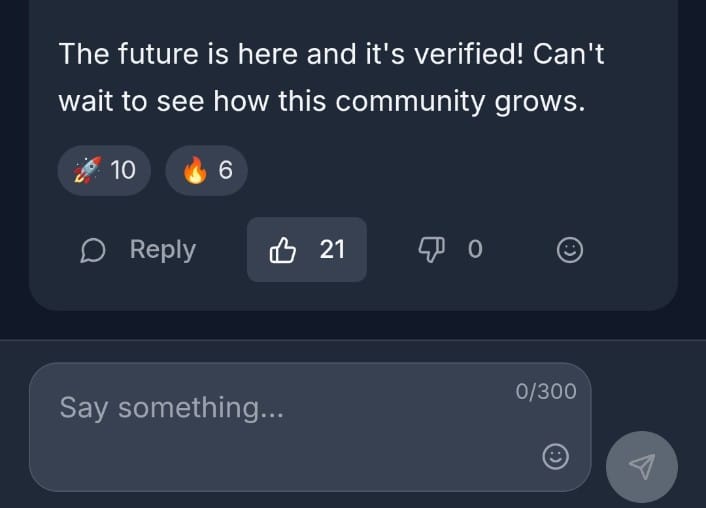 The future is here and it's verified! Can't
wait to see how this community grows.
🚀 10 🔥 6
Reply 21 0
0/300
Say something...